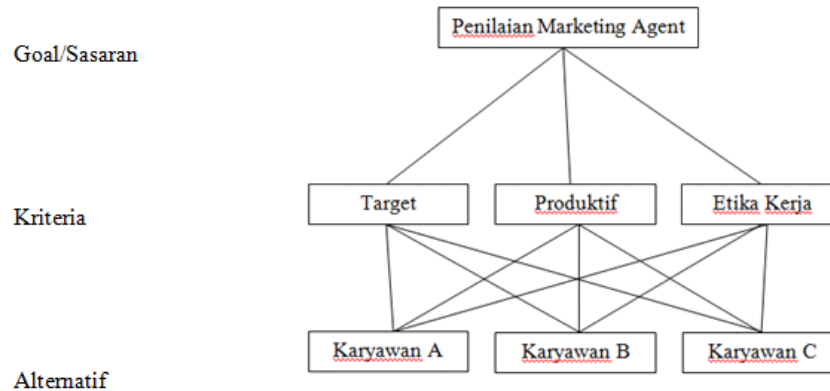 Penilaian Marketing Agent
Goal/Sasaran
Target
Produktif
Etika Kerja
Kriteria
Karyawan A
Karyawan B
Karyawan C
Alternatif